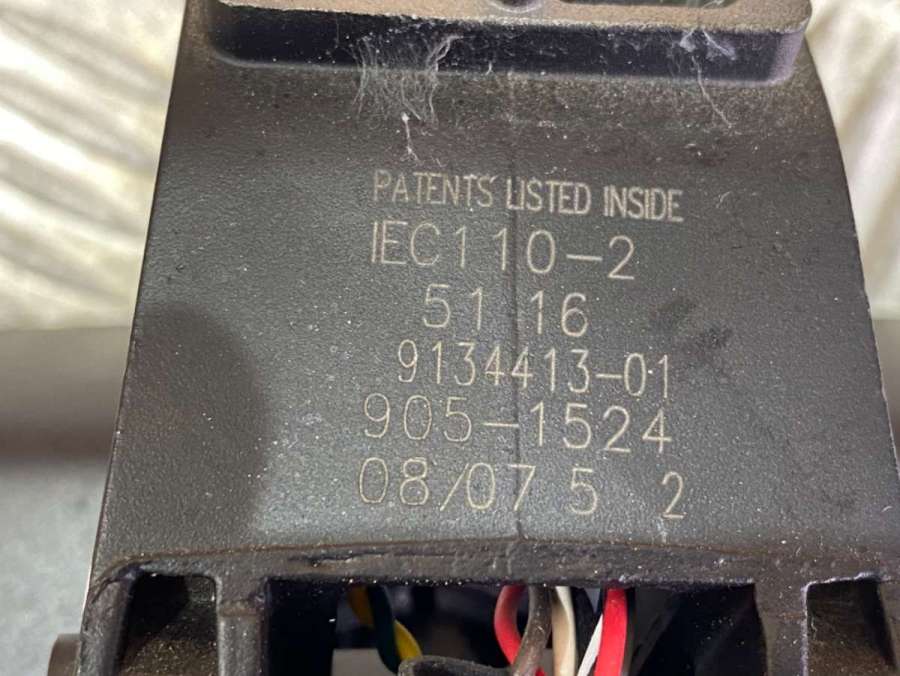 PATENTS LISTED INSIDE
IEC110-2
51 16
9134413-01
905-1524
08/07 5 2